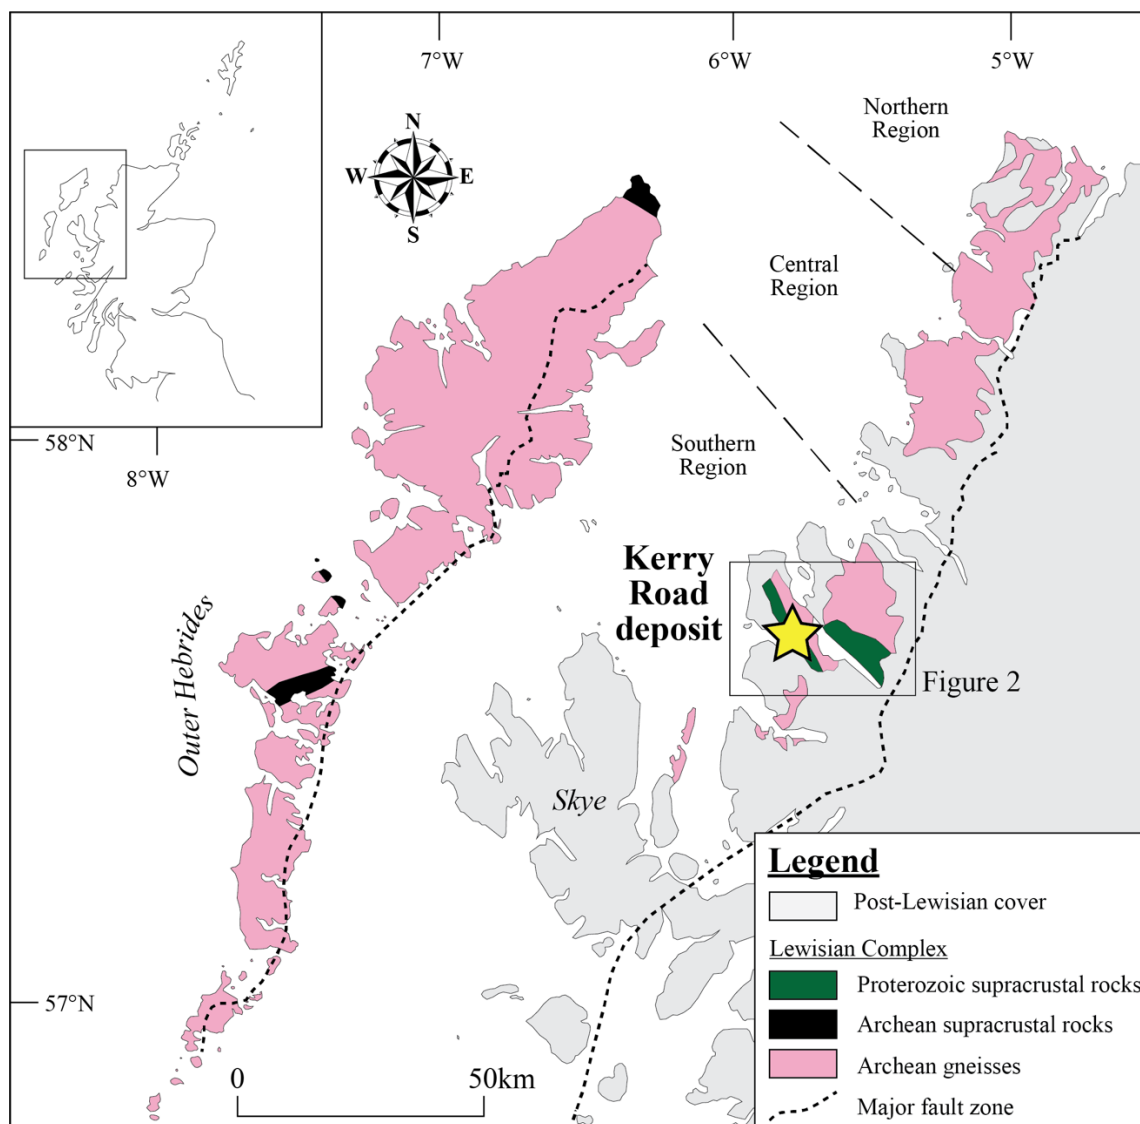 7°W
6°W
5°W
N
W
E
S
Northern
Region
Central
Region
Southern
Region
58°N
8°W
Kerry
Road
deposit
Figure 2
Outer Hebrides
Skye
57°N
0
50km
Legend
Post-Lewisian cover
Lewisian Complex
Proterozoic supracrustal rocks
Archean supracrustal rocks
Archean gneisses
Major fault zone